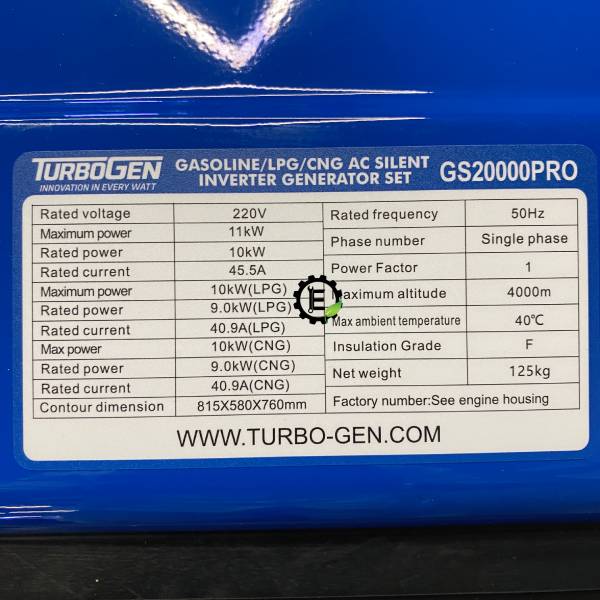 TURBOGEN
INNOVATION IN EVERY WATT
GASOLINE/LPG/CNG AC SILENT
INVERTER GENERATOR SET
GS20000PRO
Rated voltage 220V
Maximum power 11kW
Rated power 10kW
Rated current 45.5A
Maximum power 10kW(LPG)
Rated power 9.0kW(LPG)
Rated current 40.9A(LPG)
Max power 10kW(CNG)
Rated power 9.0kW(CNG)
Rated current 40.9A(CNG)
Contour dimension 815X580X760mm
Rated frequency 50Hz
Phase number Single phase
Power Factor 1
Maximum altitude 4000m
Max ambient temperature 40℃
Insulation Grade F
Net weight 125kg
Factory number:See engine housing
E
WWW.TURBO-GEN.COM